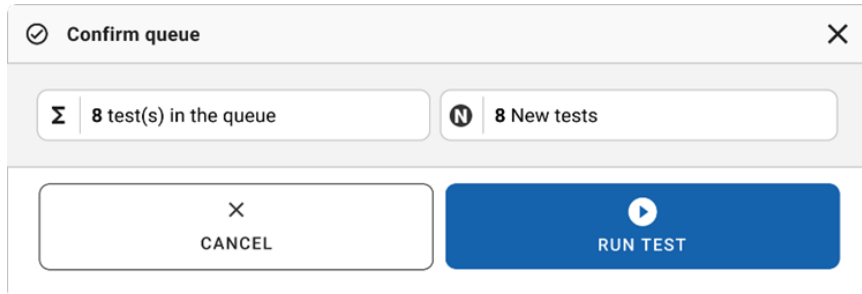 Confirm queue
Σ 8 test(s) in the queue
N 8 New tests
CANCEL
RUN TEST